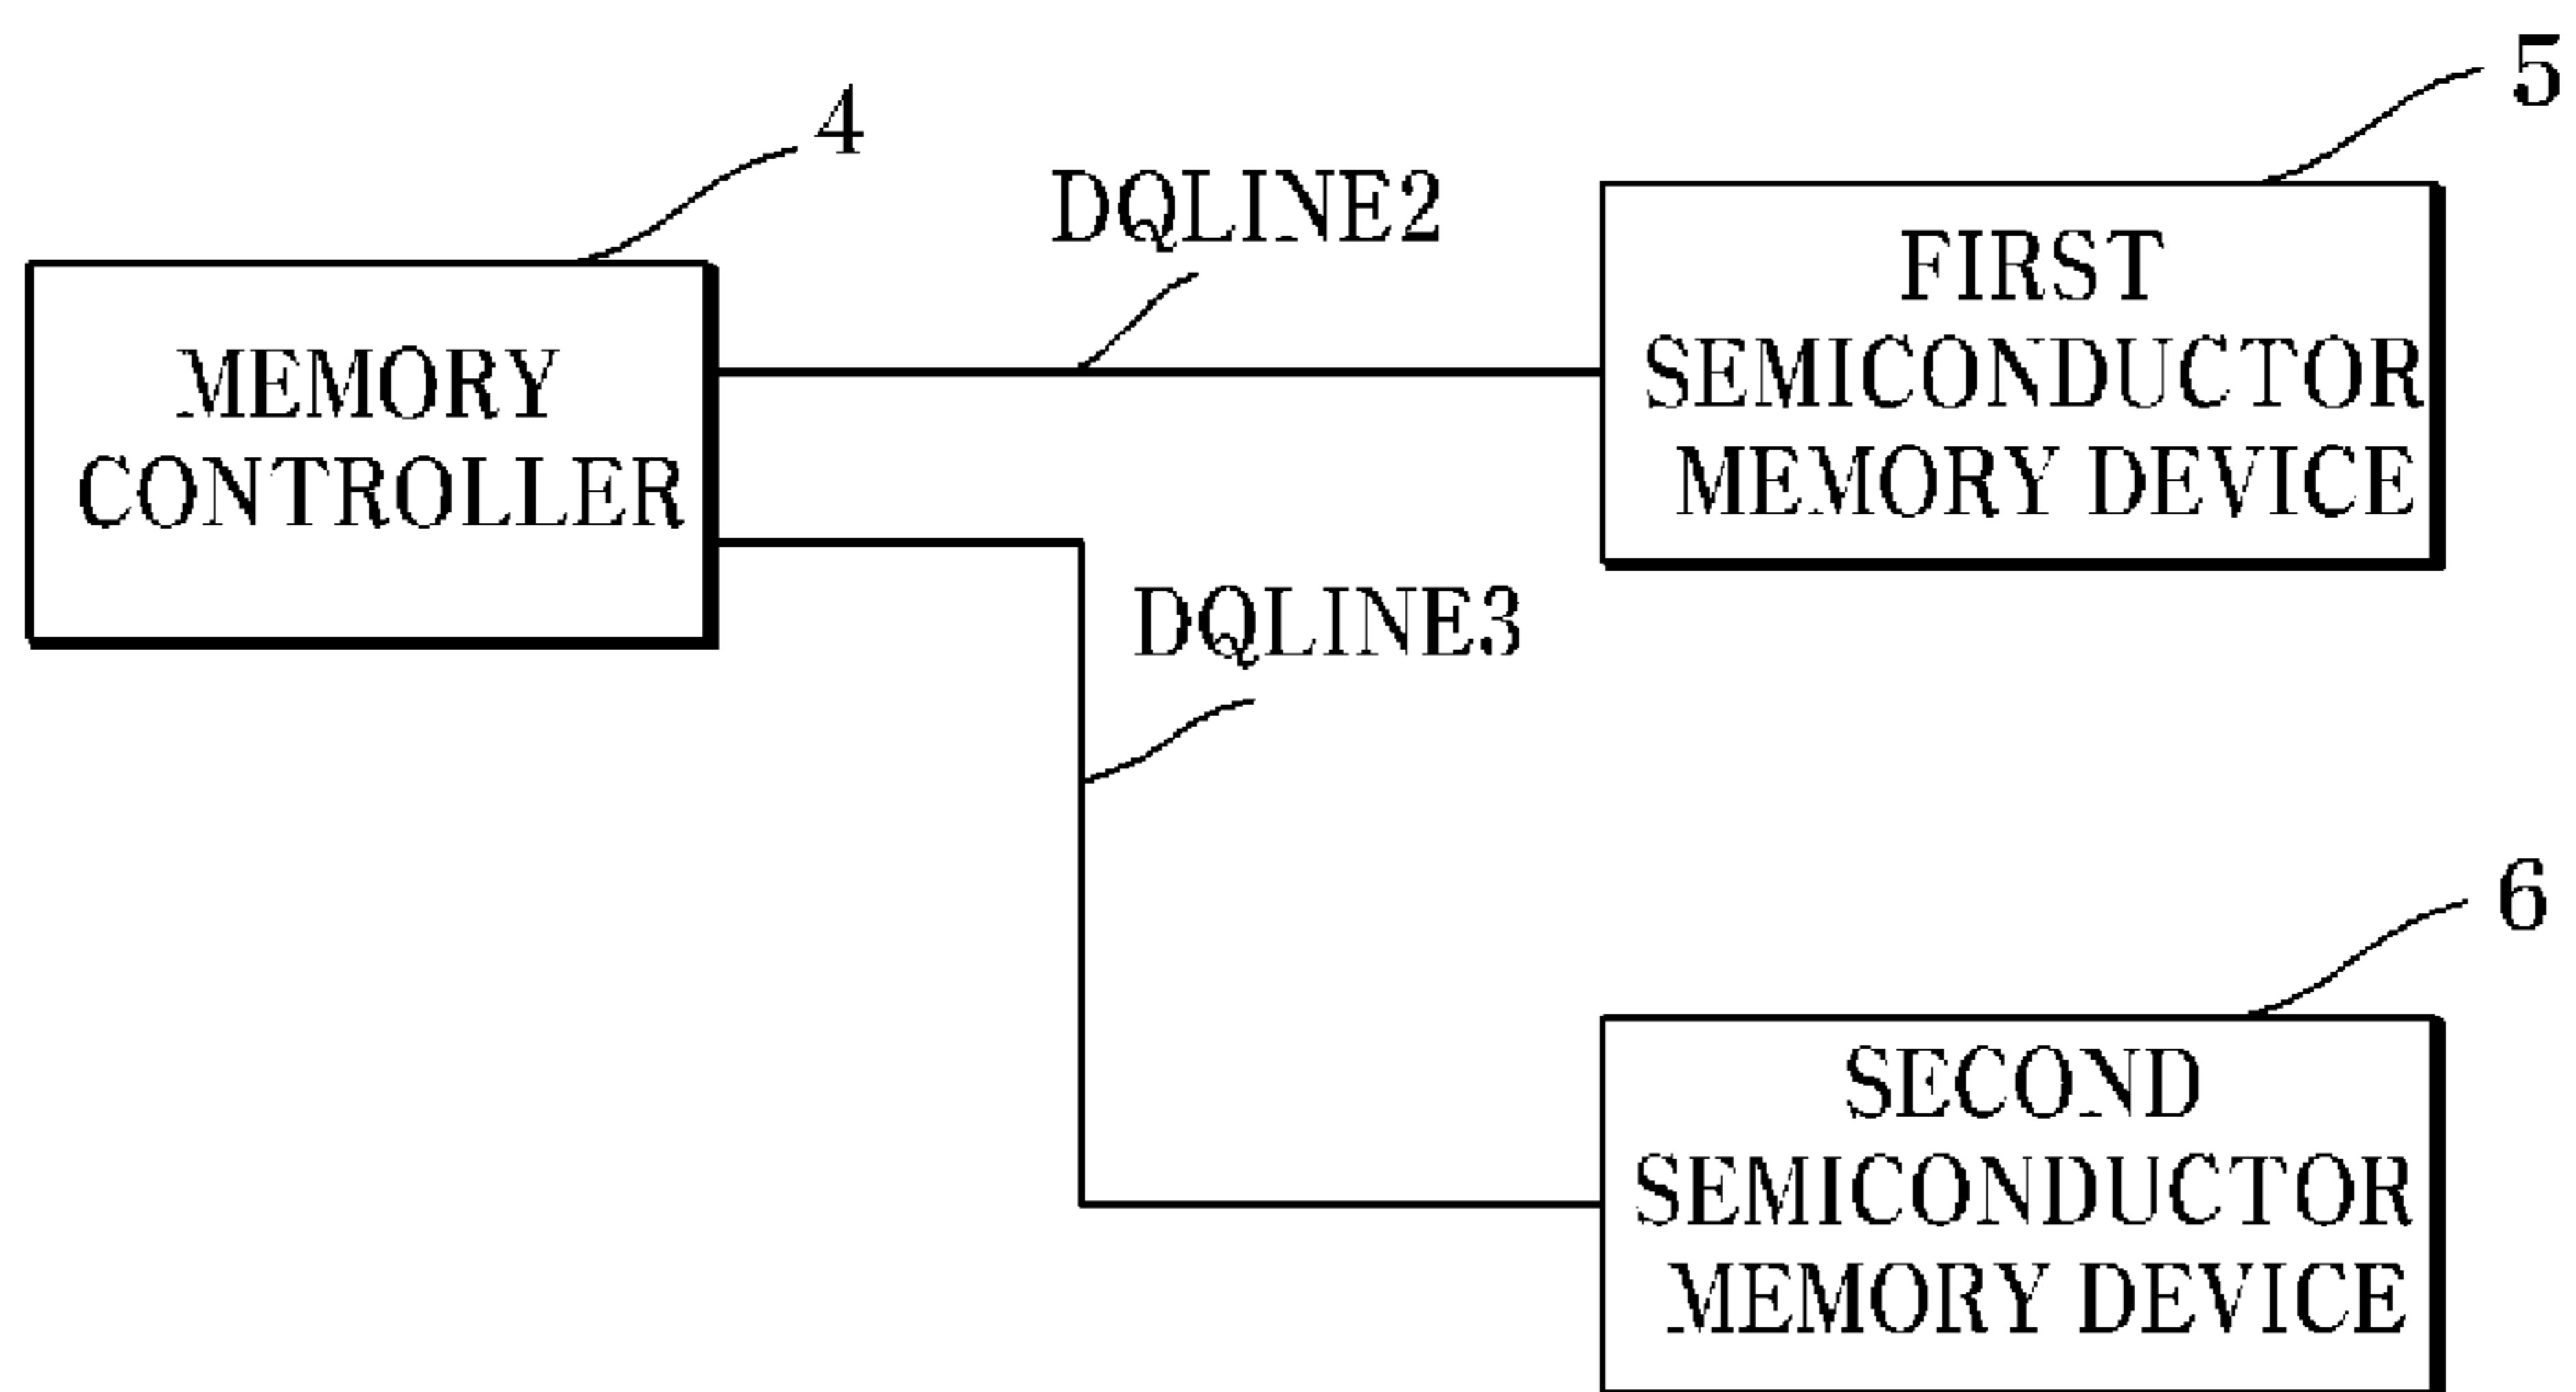 4
5
DQLINE2
FIRST
SEMICONDUCTOR
MEMORY DEVICE
MEMORY
CONTROLLER
DQLINE3
6
SECOND
SEMICONDUCTOR
MEMORY DEVICE